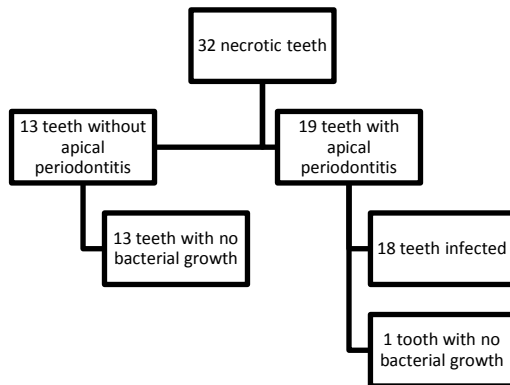 32 necrotic teeth
13 teeth without
apical
periodontitis
19 teeth with
apical
periodontitis
13 teeth with no
bacterial growth
18 teeth infected
1 tooth with no
bacterial growth